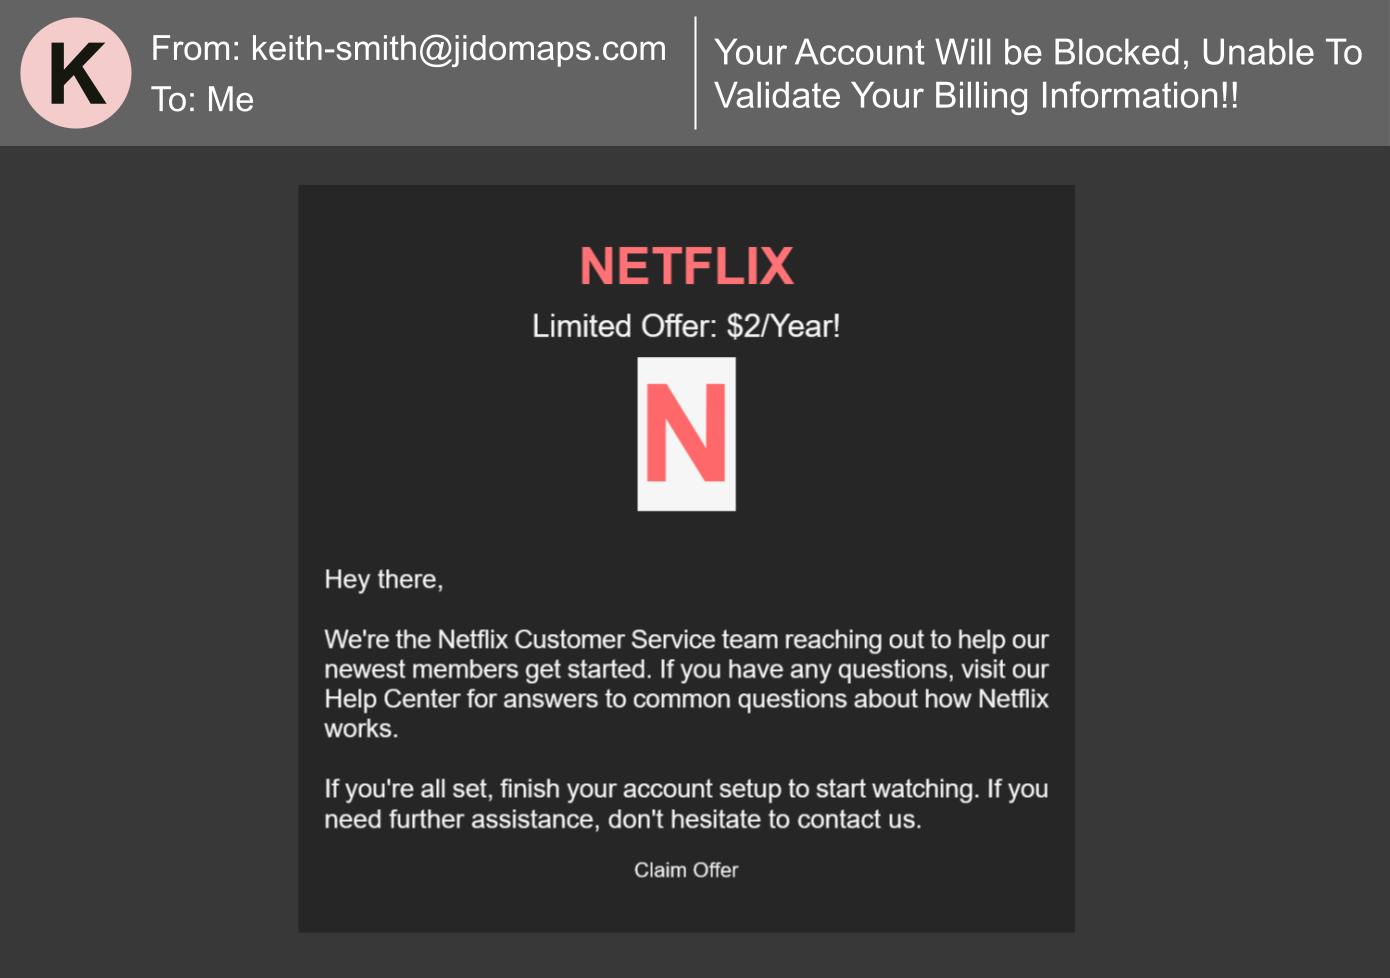 K
From: keith-smith@jidomaps.com
To: Me
Your Account Will be Blocked, Unable To
Validate Your Billing Information!!
NETFLIX
Limited Offer: $2/Year!
N
Hey there,
We're the Netflix Customer Service team reaching out to help our
newest members get started. If you have any questions, visit our
Help Center for answers to common questions about how Netflix
works.
If you're all set, finish your account setup to start watching. If you
need further assistance, don't hesitate to contact us.
Claim Offer